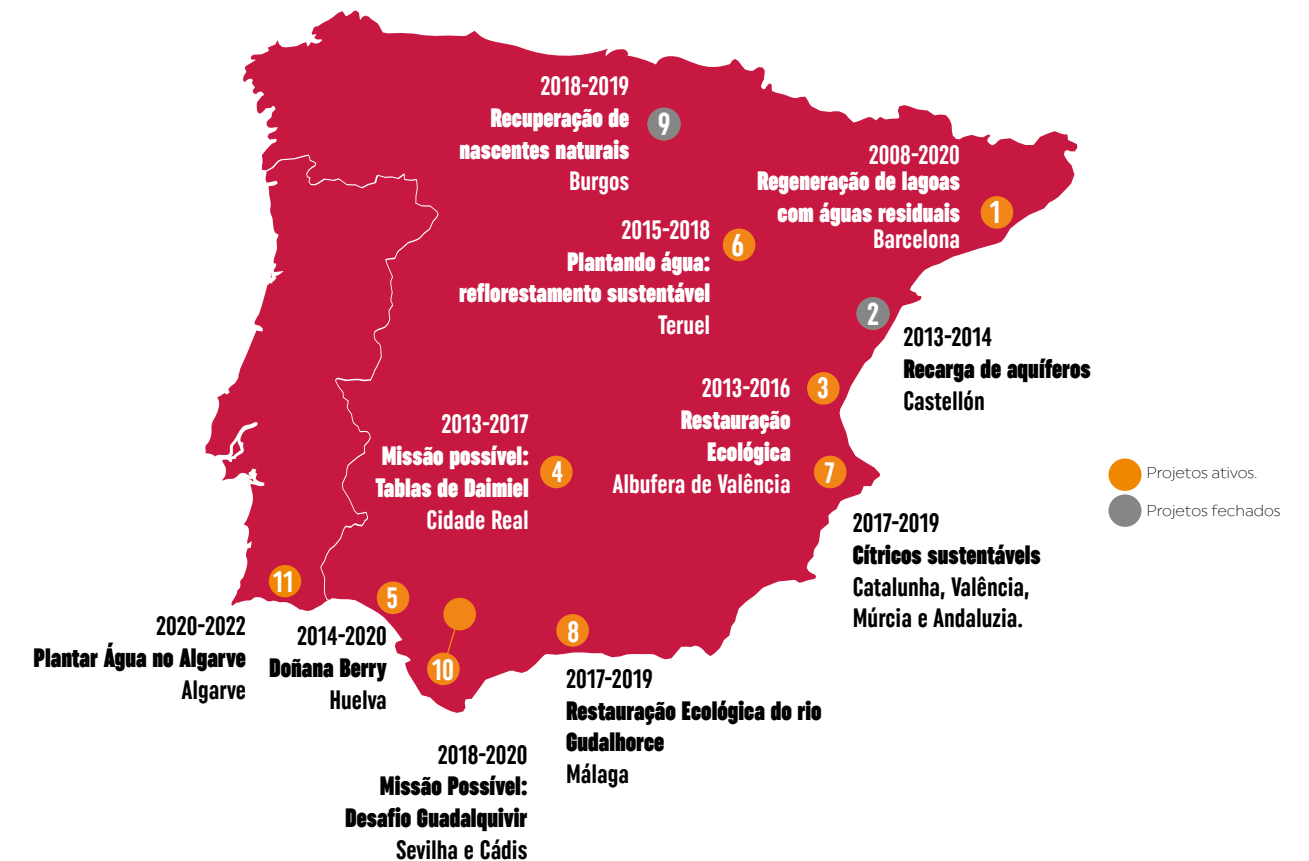 2018-2019
Recuperação de
nascentes naturais
Burgos
9
2008-2020
Regeneração de lagoas
com águas residuais
Barcelona
1
2015-2018
Plantando água:
reflorestamento sustentável
Teruel
6
2
2013-2014
Recarga de aquíferos
Castellón
2013-2016
Restauração
Ecológica
Albufera de Valência
3
2013-2017
Missão possível:
Tablas de Daimiel
Cidade Real
4
7
2017-2019
Cítricos sustentávels
Catalunha, Valência,
Múrcia e Andaluzia.
Projetos ativos.
Projetos fechados
11
2020-2022
Plantar Água no Algarve
Algarve
5
2014-2020
Doñana Berry
Huelva
10
2018-2020
Missão Possível:
Desafio Guadalquivir
Sevilha e Cádis
8
2017-2019
Restauração Ecológica do rio
Gudalhorce
Málaga